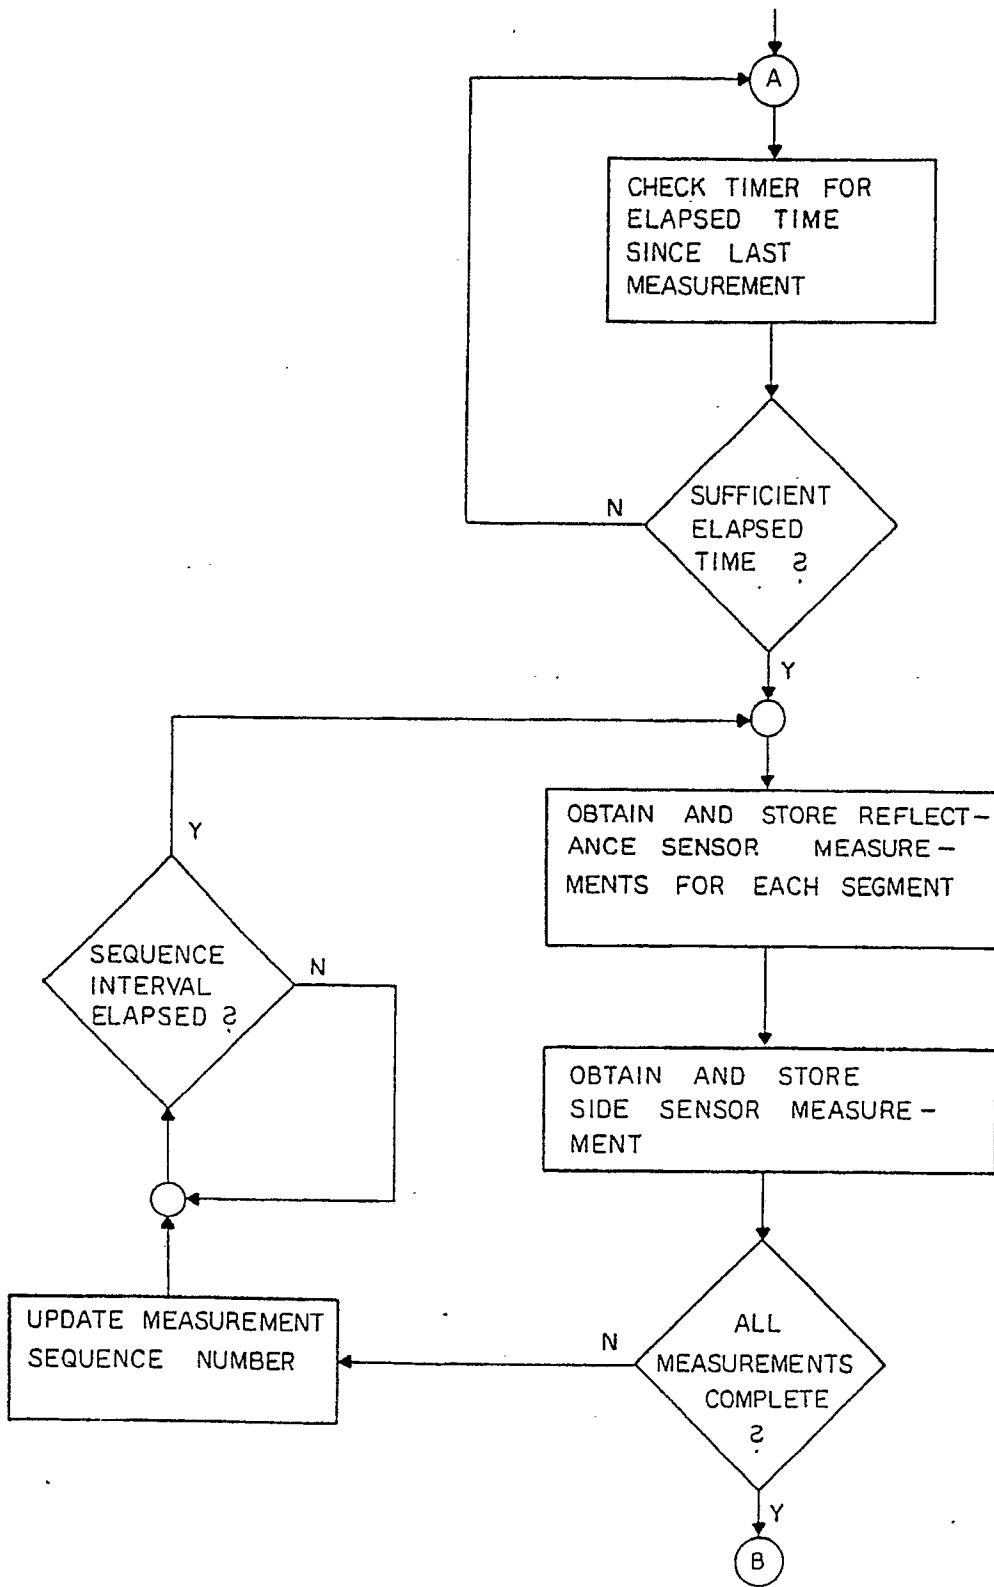 A
CHECK TIMER FOR
ELAPSED TIME
SINCE LAST
MEASUREMENT
SUFFICIENT
ELAPSED
TIME ?
N
Y
OBTAIN AND STORE REFLECT-
ANCE SENSOR MEASURE-
MENTS FOR EACH SEGMENT
Y
SEQUENCE
INTERVAL
ELAPSED ?
N
OBTAIN AND STORE
SIDE SENSOR MEASURE-
MENT
UPDATE MEASUREMENT
SEQUENCE NUMBER
N
ALL
MEASUREMENTS
COMPLETE
?
Y
B